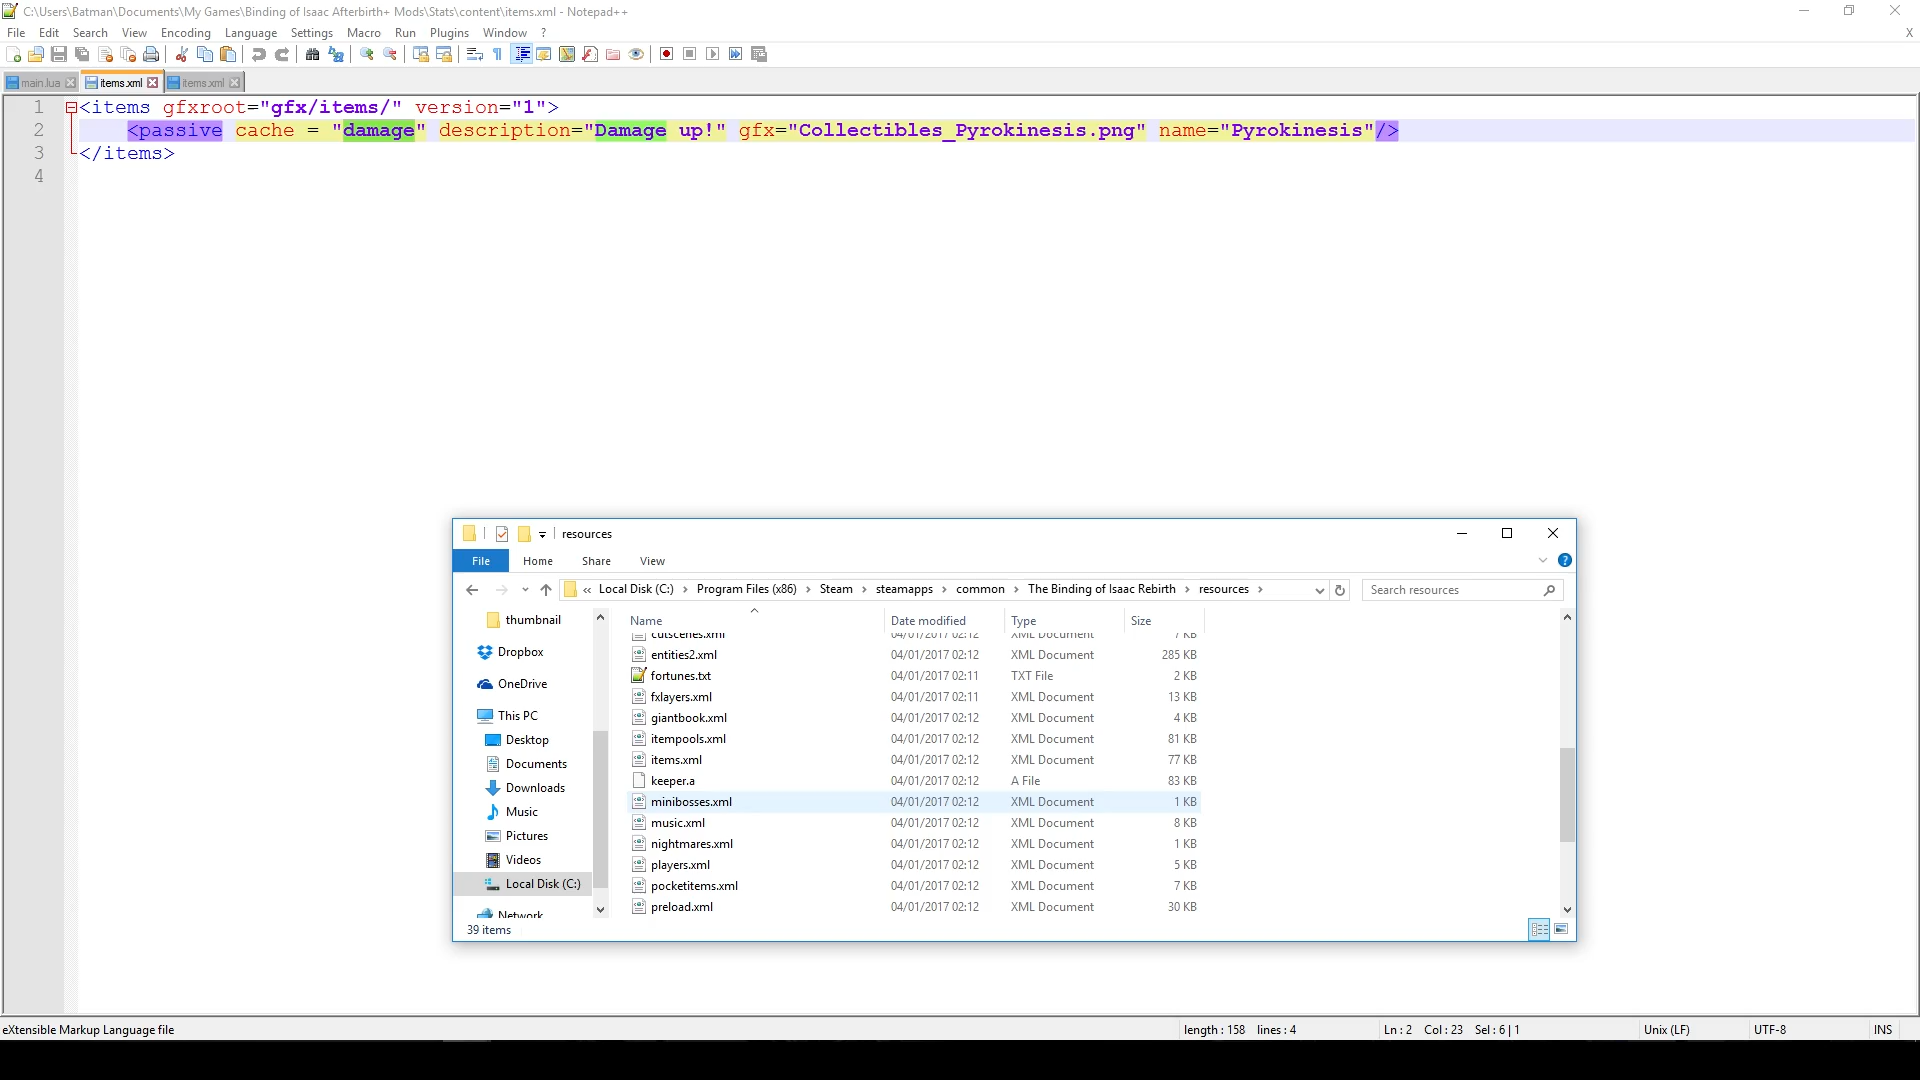 C:\Users\Batman\Documents\My Games\Binding of Isaac Afterbirth+ Mods\Stats\content\items.xml - Notepad++
File Edit Search View Encoding Language Settings Macro Run Plugins Window ? X
main.lua items.xml items.xml
1 <items gfxroot="gfx/items/" version="1">
2 <passive cache = "damage" description="Damage up!" gfx="Collectibles_Pyrokinesis.png" name="Pyrokinesis"/>
3 </items>
4
resources
File Home Share View
« Local Disk (C:) › Program Files (x86) › Steam › steamapps › common › The Binding of Isaac Rebirth › resources ›
Search resources
thumbnail
Dropbox
OneDrive
This PC
Desktop
Documents
Downloads
Music
Pictures
Videos
Local Disk (C:)
Network
Name Date modified Type Size
cutscenes.xml 04/01/2017 02:12 XML Document 7 KB
entities2.xml 04/01/2017 02:12 XML Document 285 KB
fortunes.txt 04/01/2017 02:11 TXT File 2 KB
fxlayers.xml 04/01/2017 02:11 XML Document 13 KB
giantbook.xml 04/01/2017 02:12 XML Document 4 KB
itempools.xml 04/01/2017 02:12 XML Document 81 KB
items.xml 04/01/2017 02:12 XML Document 77 KB
keeper.a 04/01/2017 02:12 A File 83 KB
minibosses.xml 04/01/2017 02:12 XML Document 1 KB
music.xml 04/01/2017 02:12 XML Document 8 KB
nightmares.xml 04/01/2017 02:12 XML Document 1 KB
players.xml 04/01/2017 02:12 XML Document 5 KB
pocketitems.xml 04/01/2017 02:12 XML Document 7 KB
preload.xml 04/01/2017 02:12 XML Document 30 KB
39 items
eXtensible Markup Language file length : 158 lines : 4 Ln : 2 Col : 23 Sel : 6 | 1 Unix (LF) UTF-8 INS